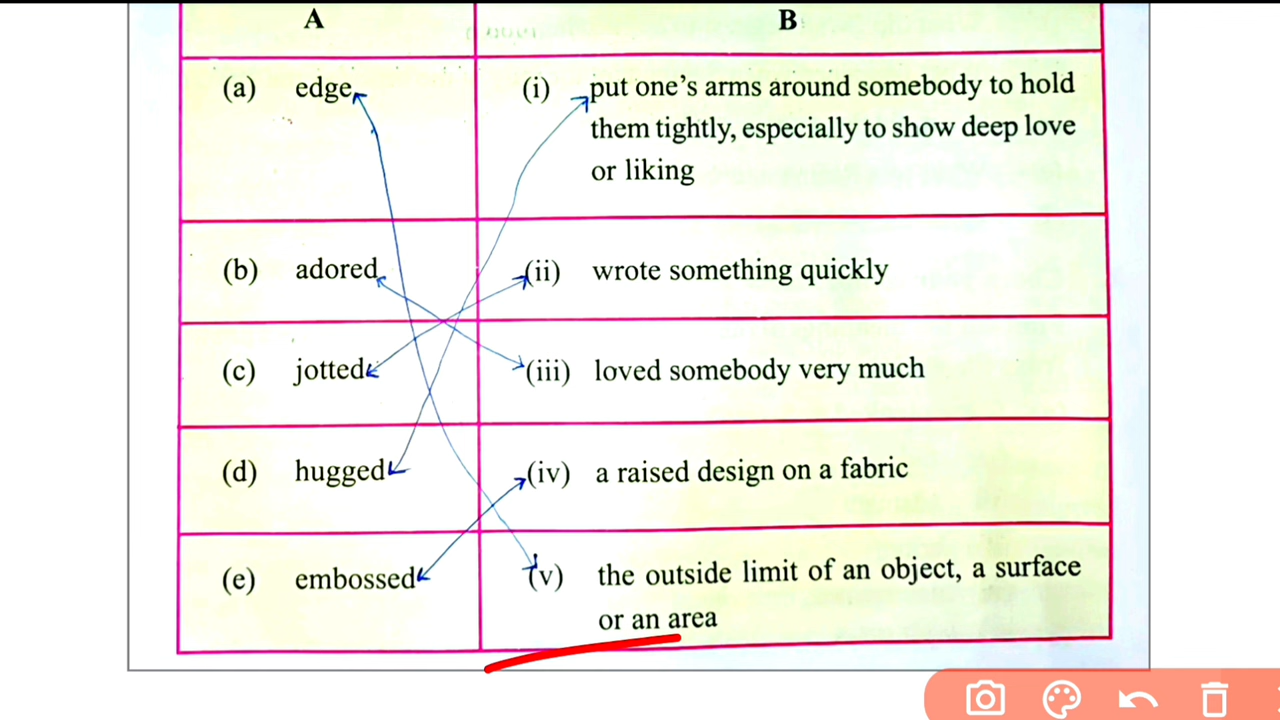 A B
(a) edge (i) put one's arms around somebody to hold
them tightly, especially to show deep love
or liking
(b) adored (ii) wrote something quickly
(c) jotted (iii) loved somebody very much
(d) hugged (iv) a raised design on a fabric
(e) embossed (v) the outside limit of an object, a surface
or an area